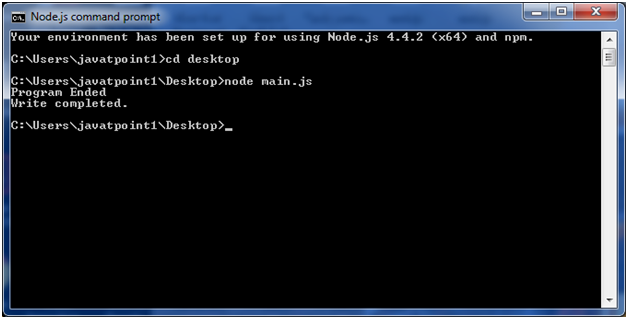 Node.js command prompt
Your environment has been set up for using Node.js 4.4.2 (x64) and npm.
C:\Users\javatpoint1>cd desktop
C:\Users\javatpoint1\Desktop>node main.js
Program Ended
Write completed.
C:\Users\javatpoint1\Desktop>_